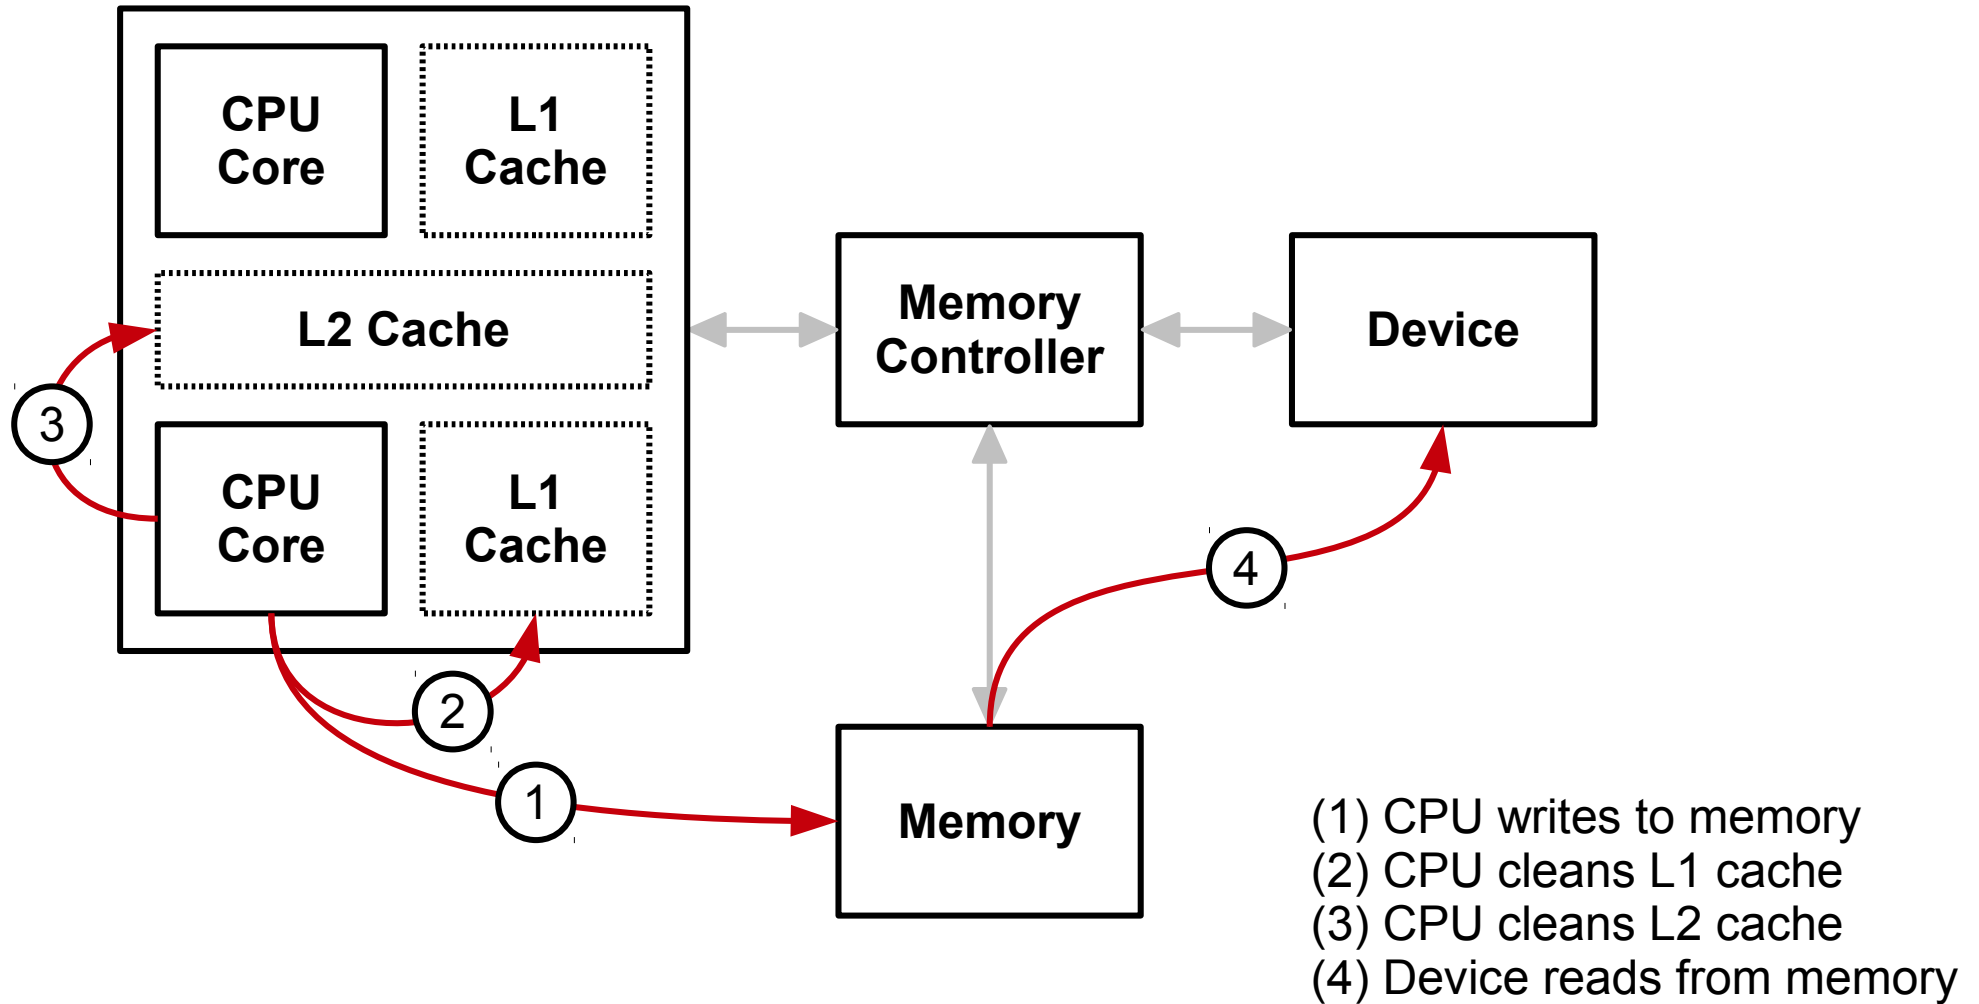 CPU
Core
L1
Cache
L2 Cache
Memory
Controller
Device
3
CPU
Core
L1
Cache
4
2
1
Memory
(1) CPU writes to memory
(2) CPU cleans L1 cache
(3) CPU cleans L2 cache
(4) Device reads from memory